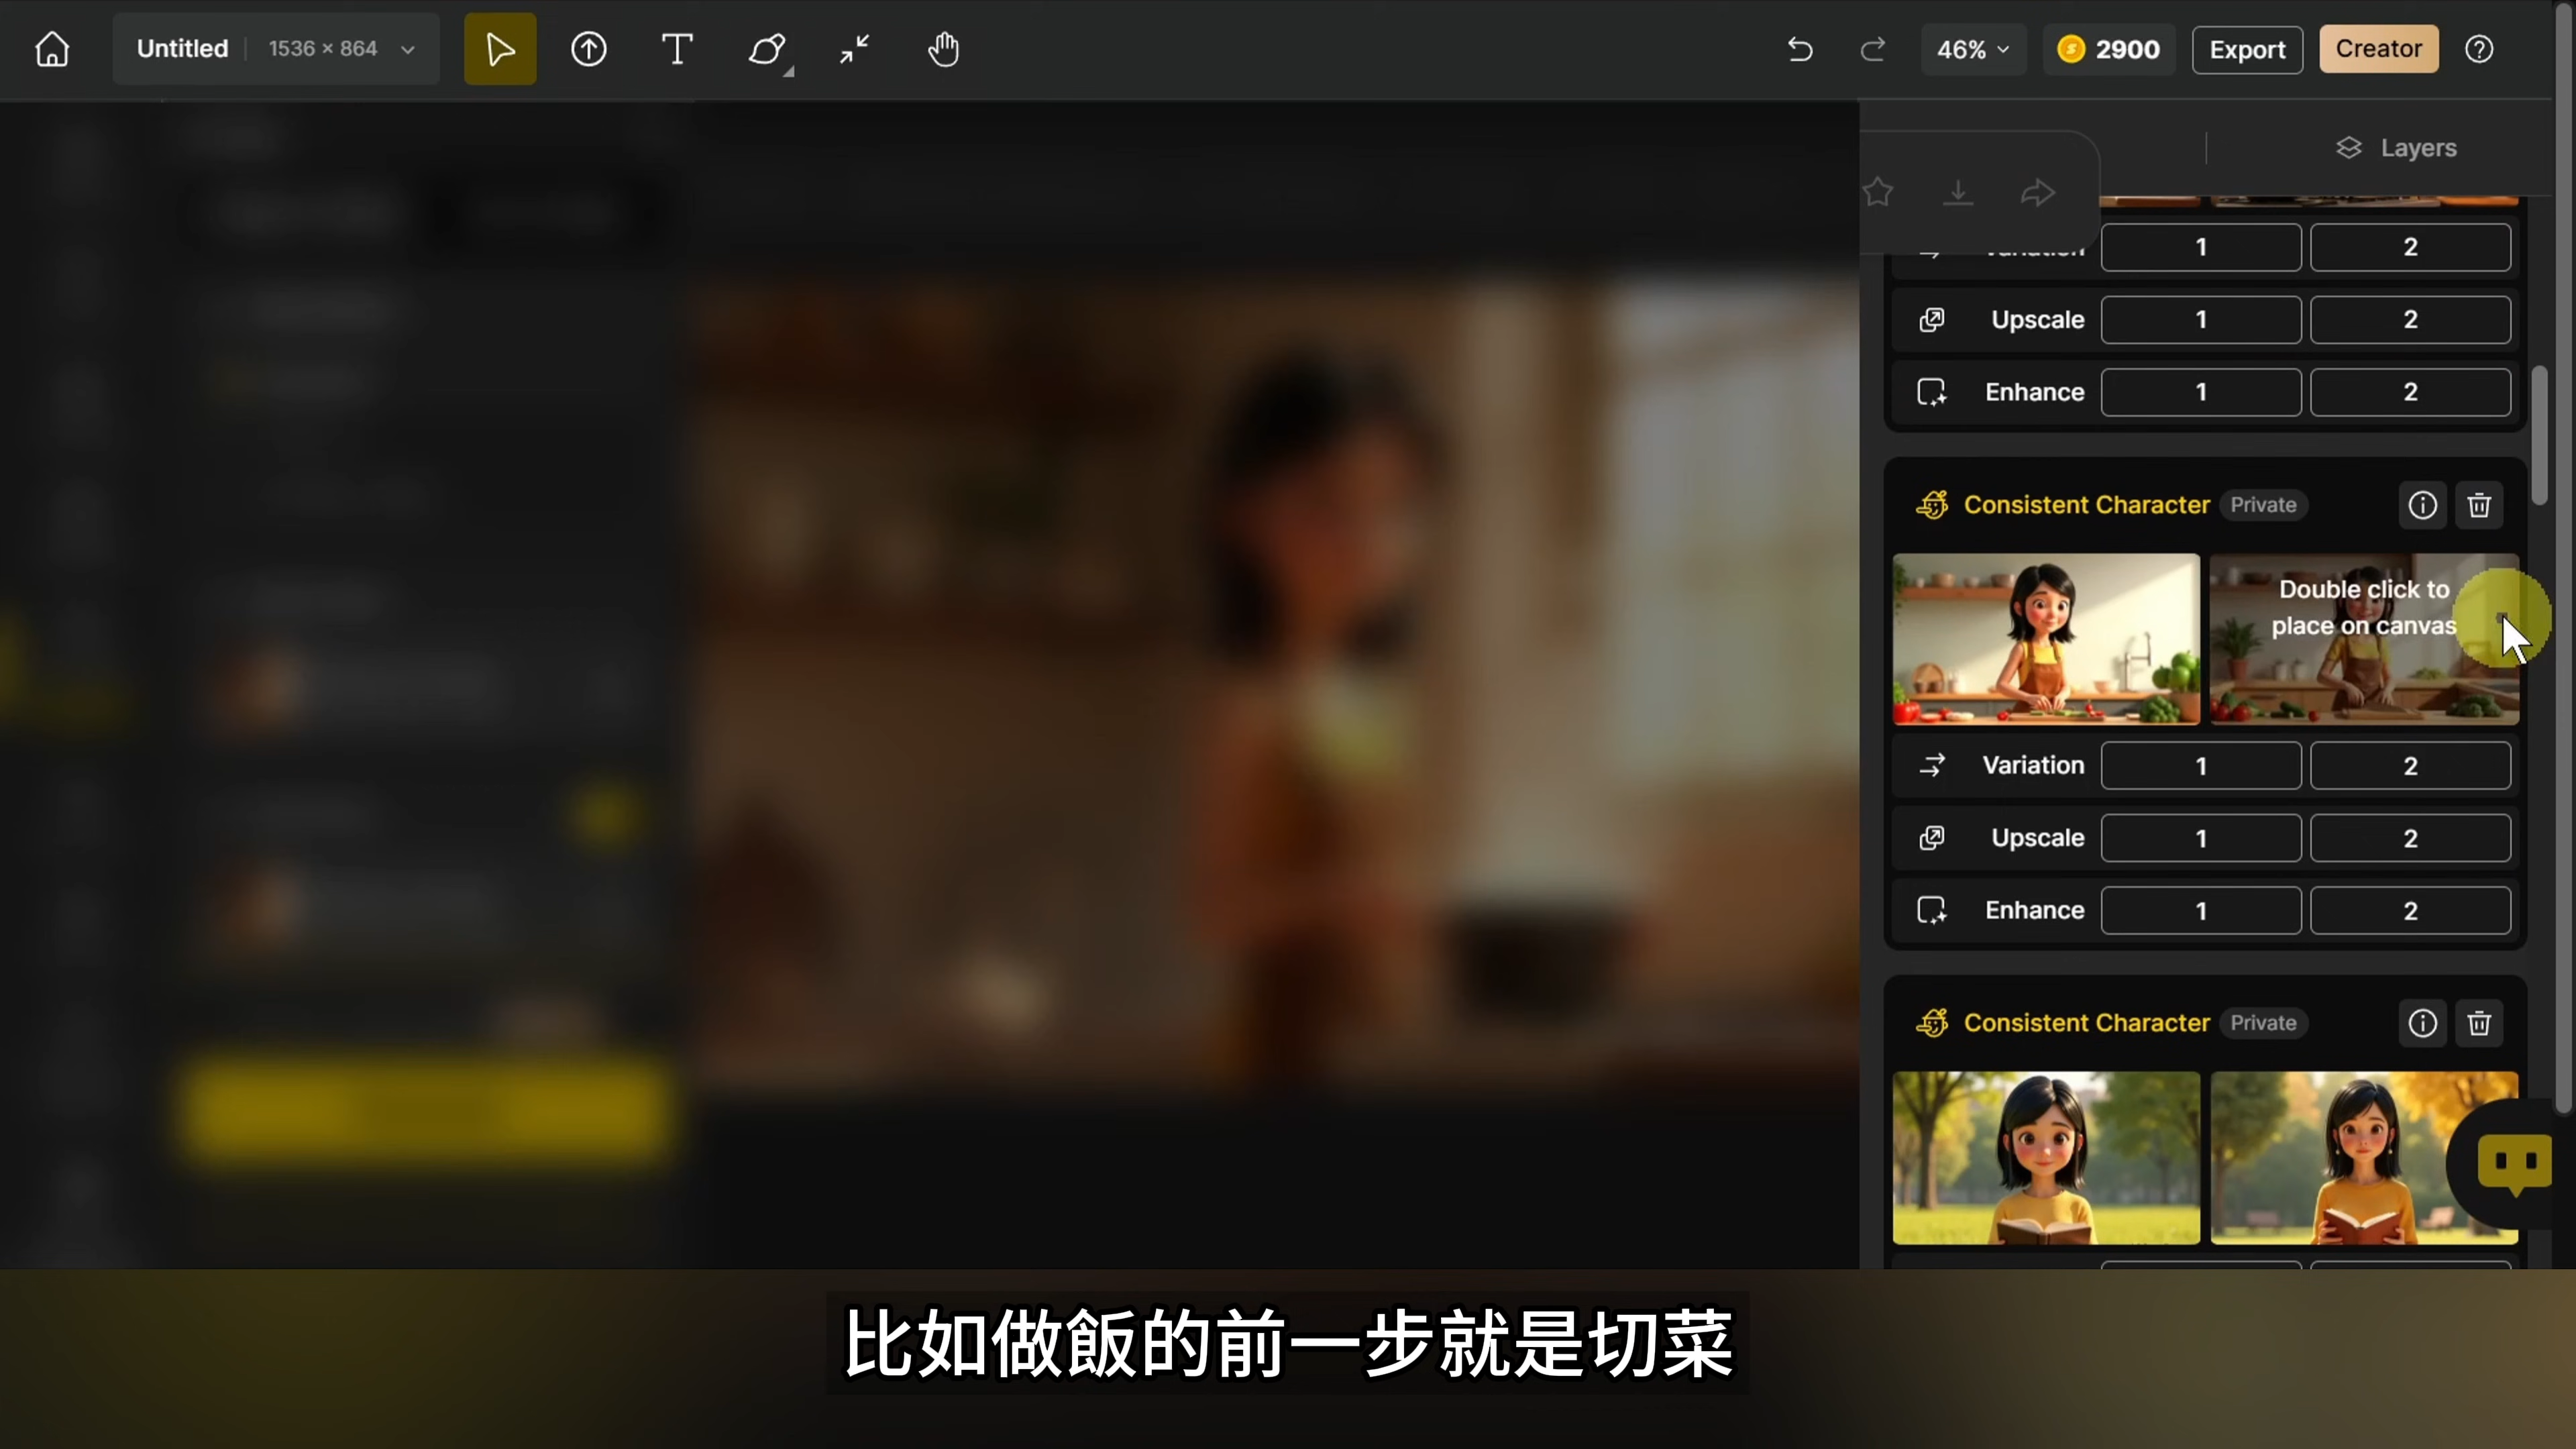 Untitled
1536 × 864
46%
2900
Export
Creator
Layers
1 2
Upscale 1 2
Enhance 1 2
Consistent Character Private
Double click to
place on canvas
Variation 1 2
Upscale 1 2
Enhance 1 2
Consistent Character Private
比如做飯的前一步就是切菜